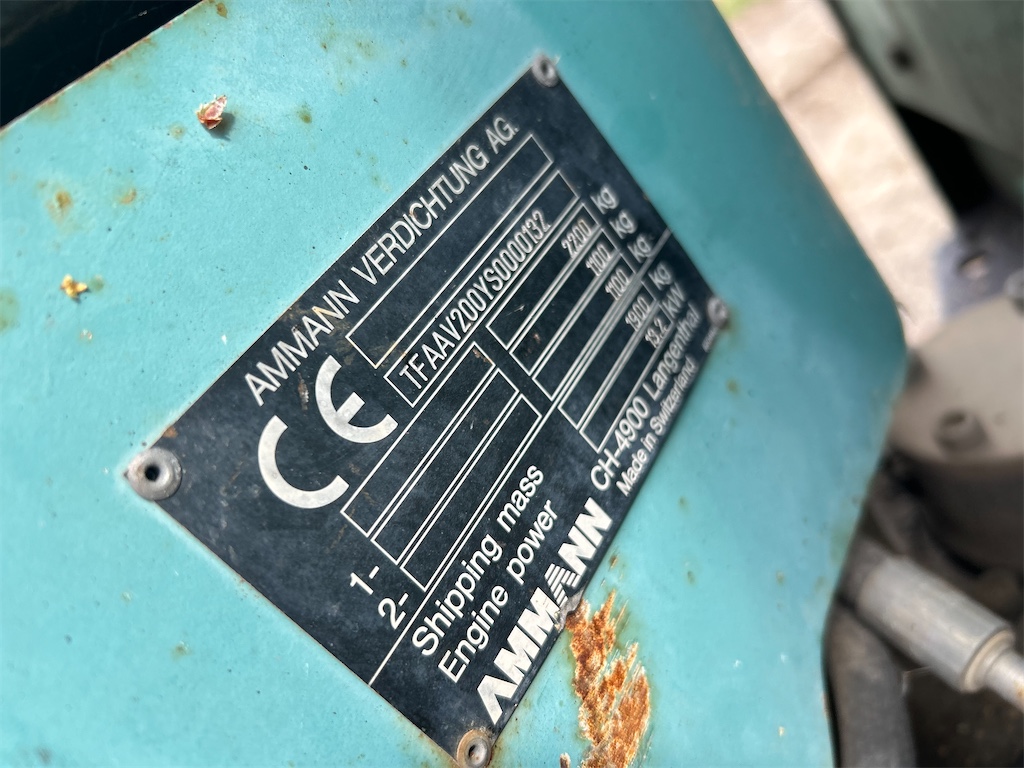 AMMANN VERDICHTUNG AG.
CE
TFAAV200YS0000132
2200 kg
1- 1100 kg
2- 1100 kg
Shipping mass 1900 kg
Engine power 15.2 kW
AMMANN CH-4900 Langenthal
Made in Switzerland